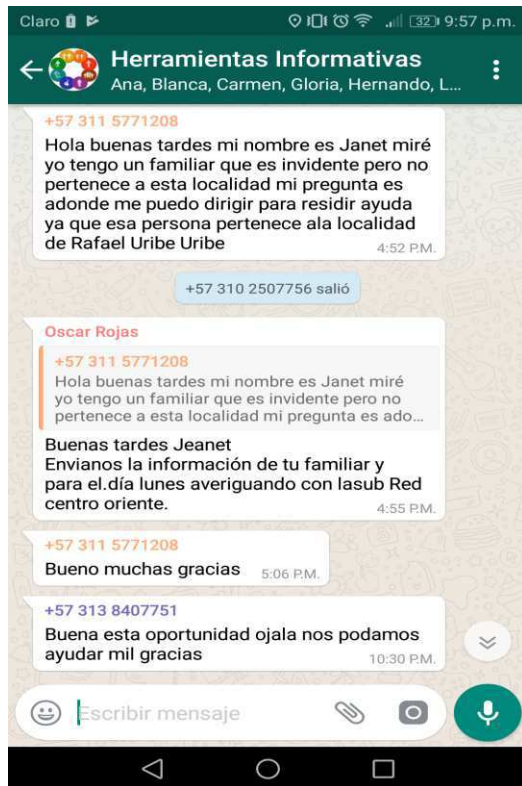 Claro 32 9:57 p.m.
Herramientas Informativas
Ana, Blanca, Carmen, Gloria, Hernando, L...
+57 311 5771208
Hola buenas tardes mi nombre es Janet miré
yo tengo un familiar que es invidente pero no
pertenece a esta localidad mi pregunta es
adonde me puedo dirigir para residir ayuda
ya que esa persona pertenece ala localidad
de Rafael Uribe Uribe
4:52 P.M.
+57 310 2507756 salió
Oscar Rojas
+57 311 5771208
Hola buenas tardes mi nombre es Janet miré
yo tengo un familiar que es invidente pero no
pertenece a esta localidad mi pregunta es ado...
Buenas tardes Jeanet
Envianos la información de tu familiar y
para el.día lunes averiguando con lasub Red
centro oriente.
4:55 P.M.
+57 311 5771208
Bueno muchas gracias 5:06 P.M.
+57 313 8407751
Buena esta oportunidad ojala nos podamos
ayudar mil gracias
10:30 P.M.
Escribir mensaje